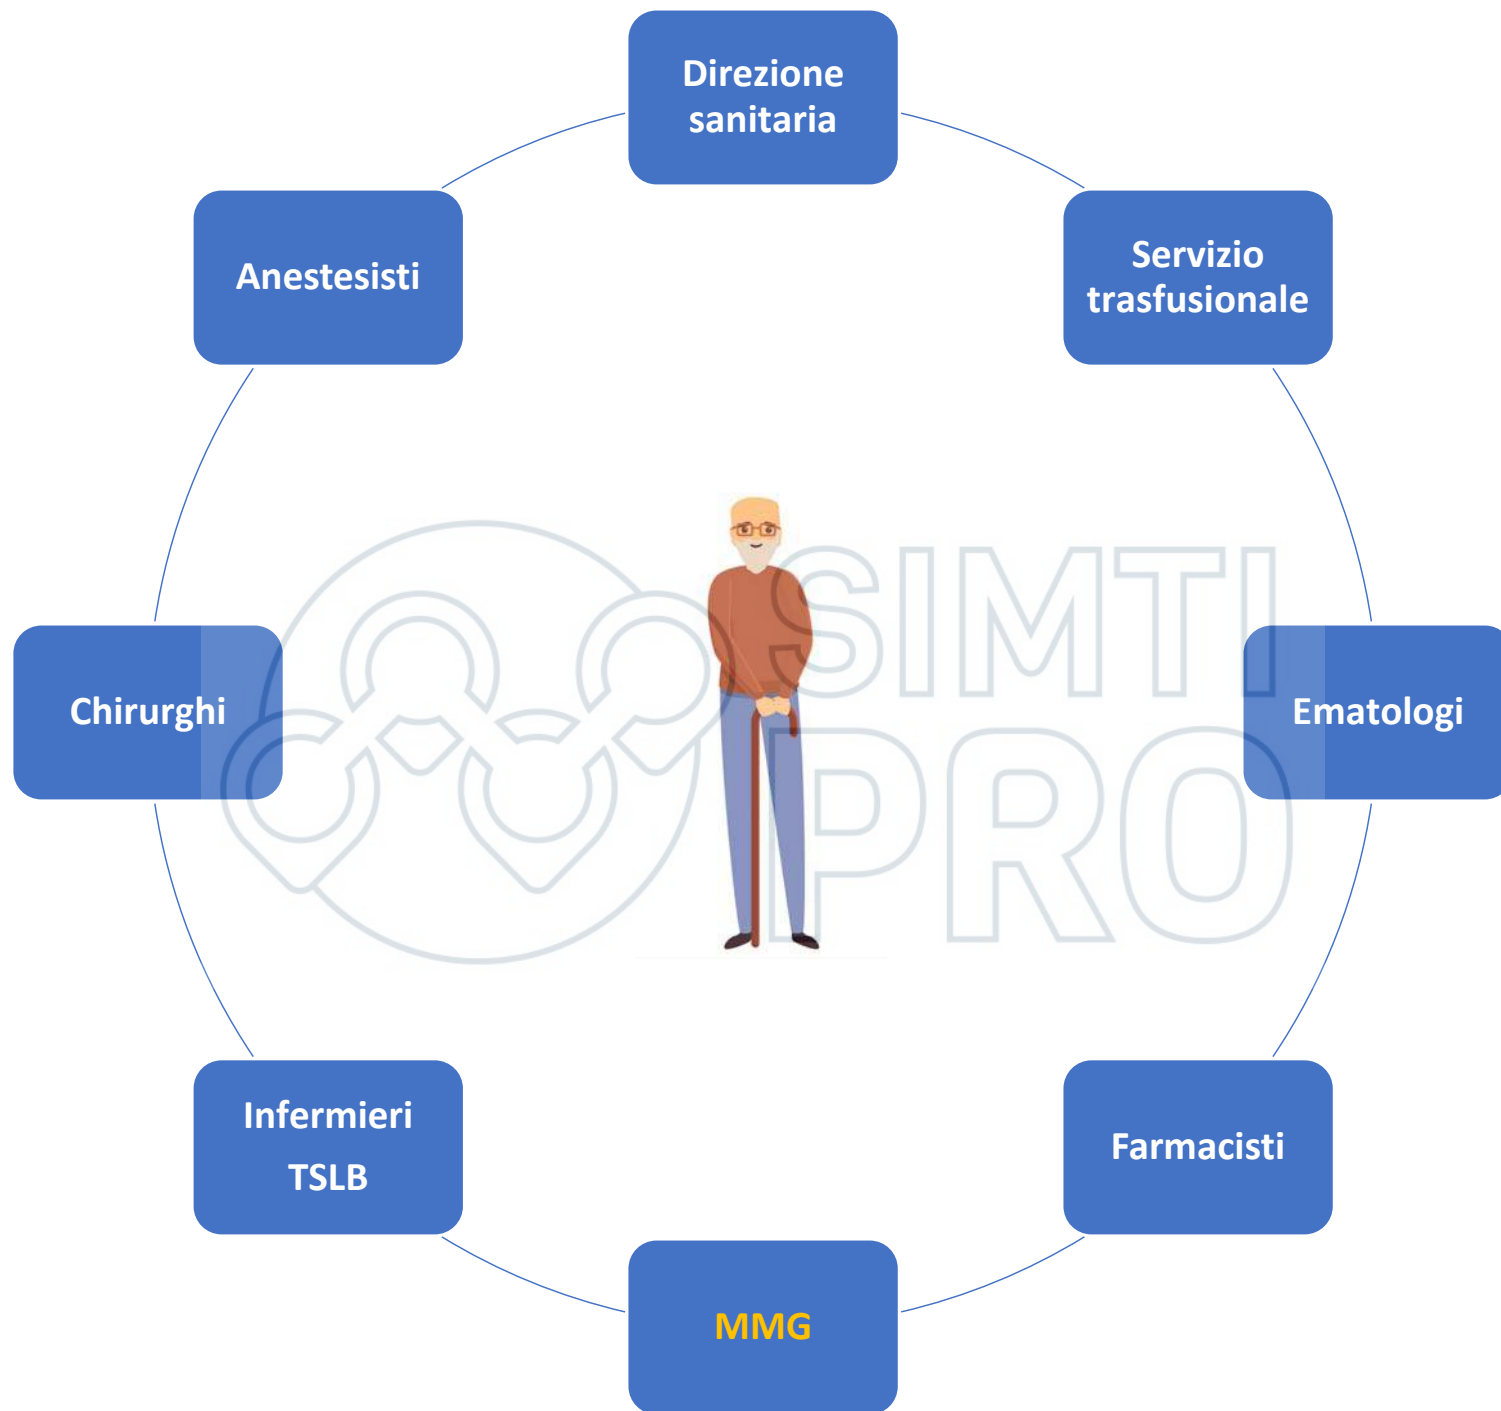 Direzione
sanitaria
Servizio
trasfusionale
Anestesisti
Ematologi
Chirurghi
SIMTI
PRO
Farmacisti
Infermieri
TSLB
MMG